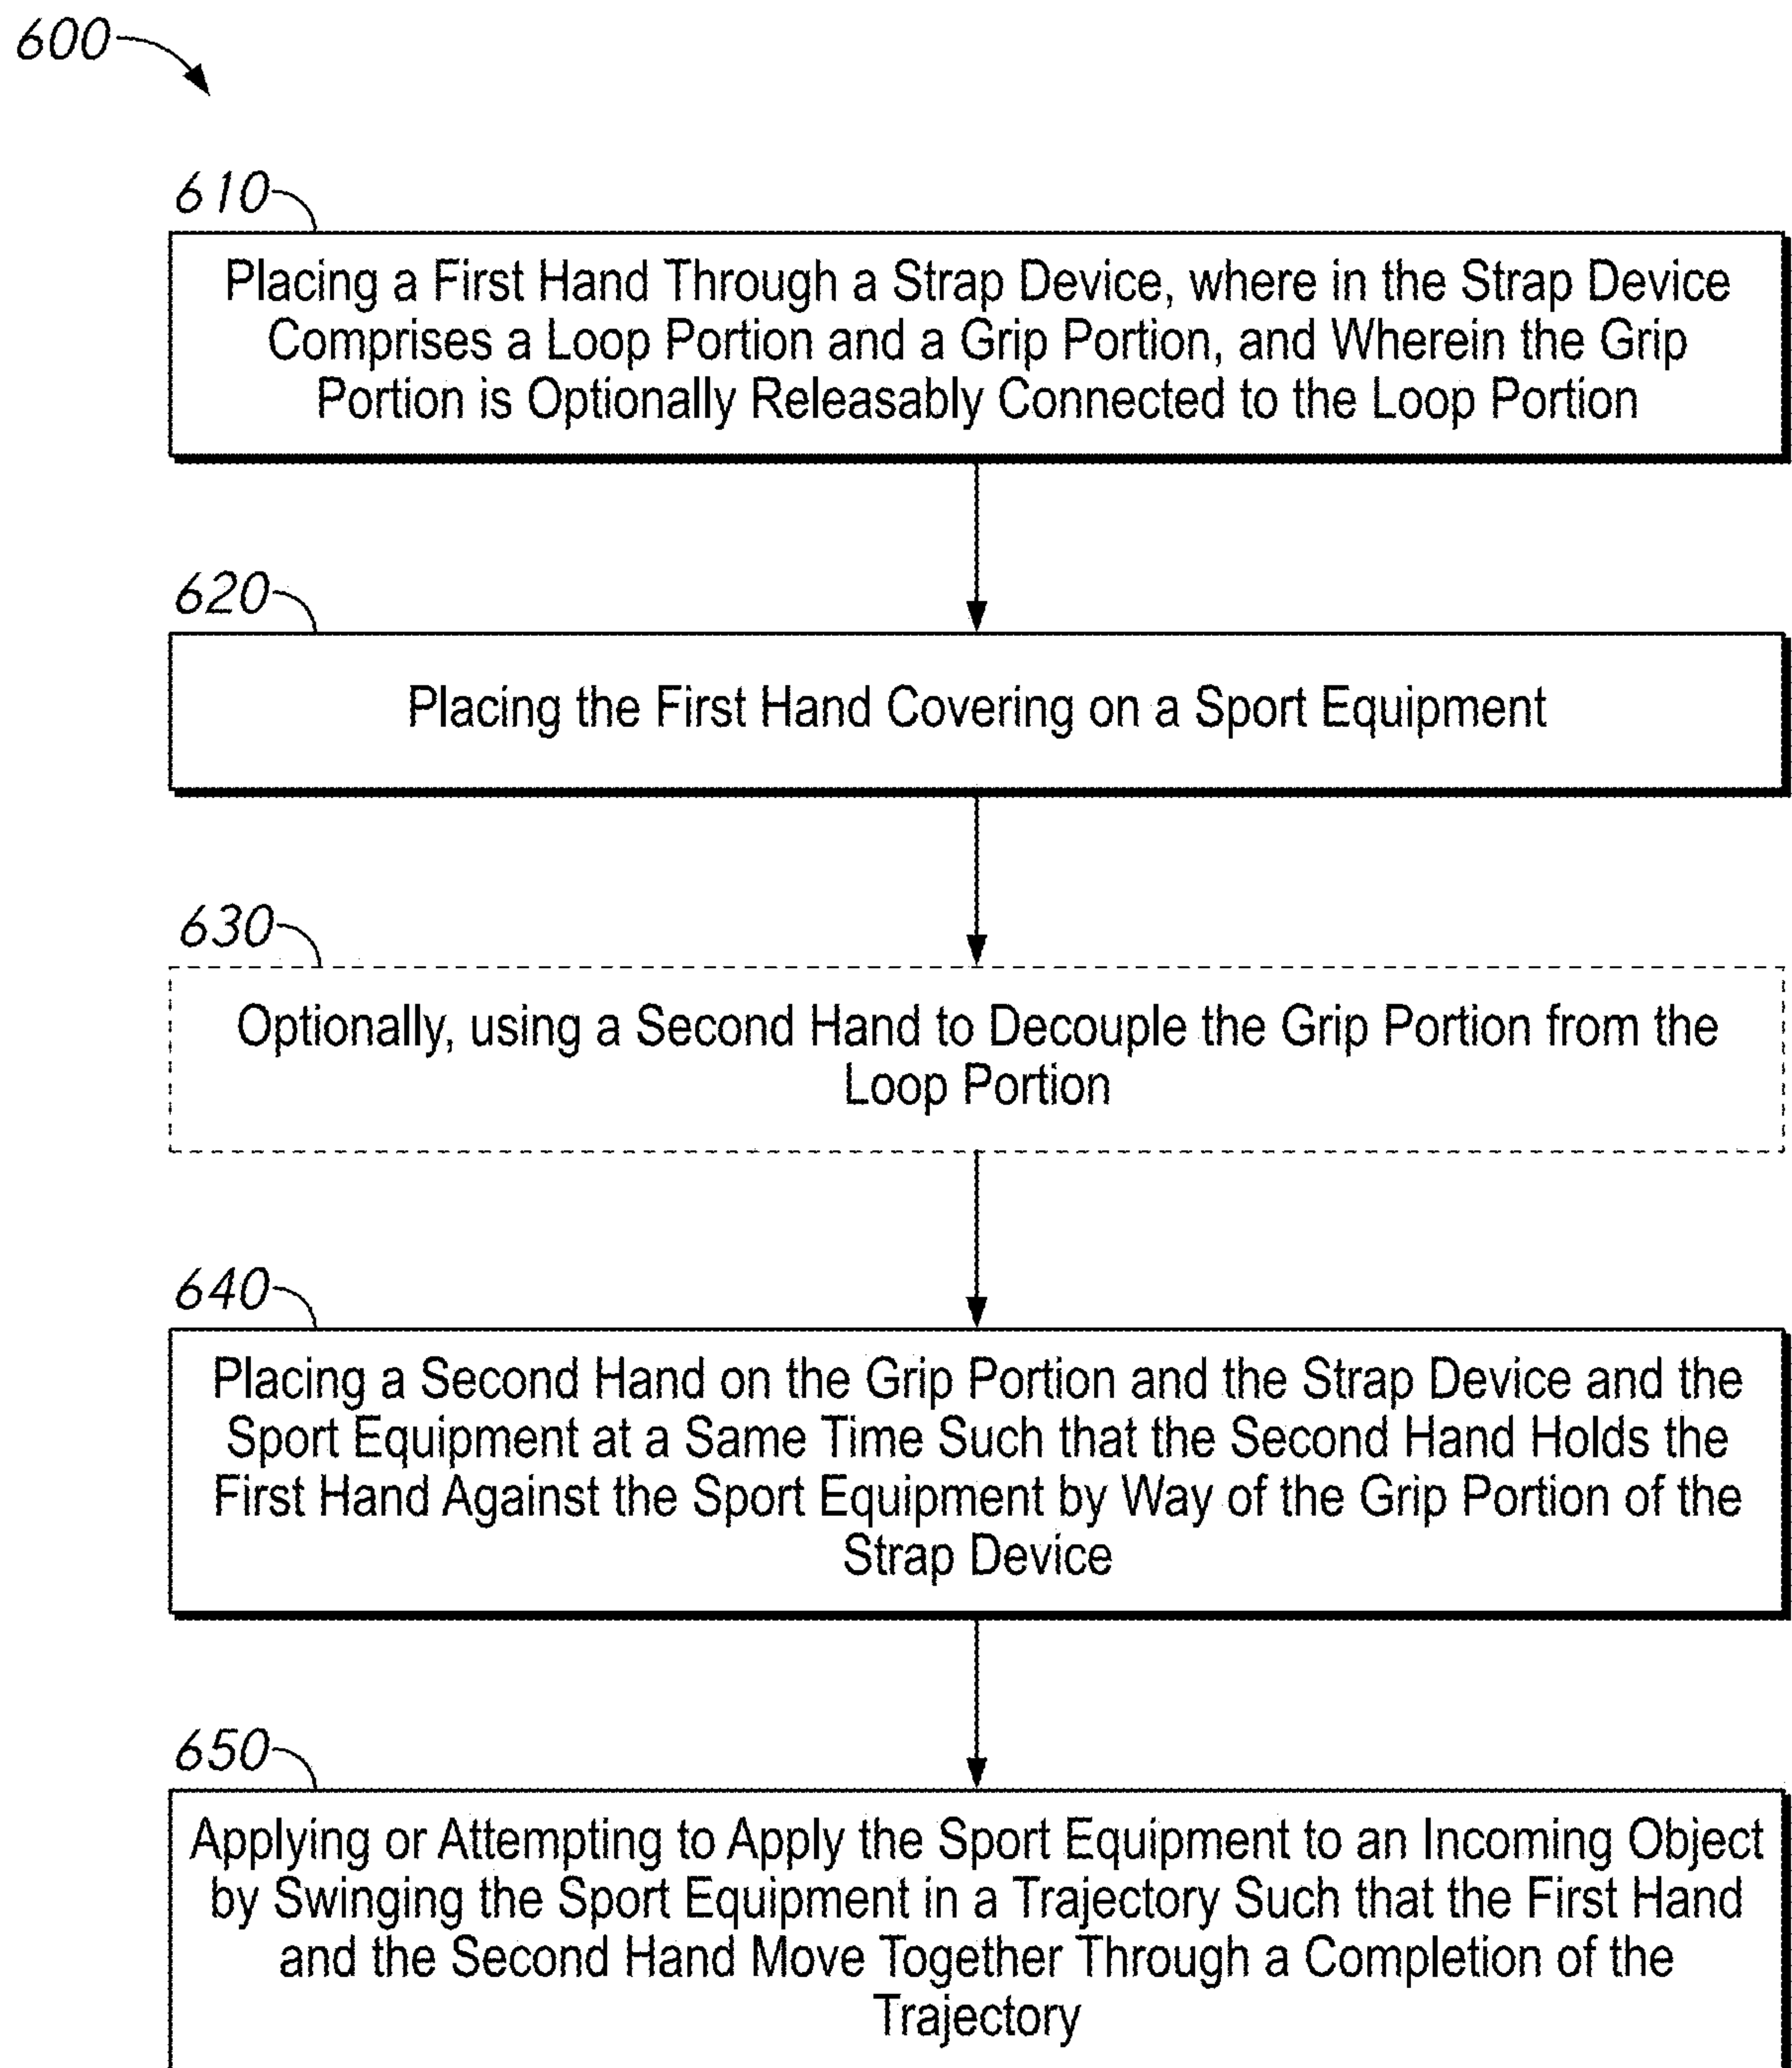 600
610
Placing a First Hand Through a Strap Device, where in the Strap Device
Comprises a Loop Portion and a Grip Portion, and Wherein the Grip
Portion is Optionally Releasably Connected to the Loop Portion
620
Placing the First Hand Covering on a Sport Equipment
630
Optionally, using a Second Hand to Decouple the Grip Portion from the
Loop Portion
640
Placing a Second Hand on the Grip Portion and the Strap Device and the
Sport Equipment at a Same Time Such that the Second Hand Holds the
First Hand Against the Sport Equipment by Way of the Grip Portion of the
Strap Device
650
Applying or Attempting to Apply the Sport Equipment to an Incoming Object
by Swinging the Sport Equipment in a Trajectory Such that the First Hand
and the Second Hand Move Together Through a Completion of the
Trajectory